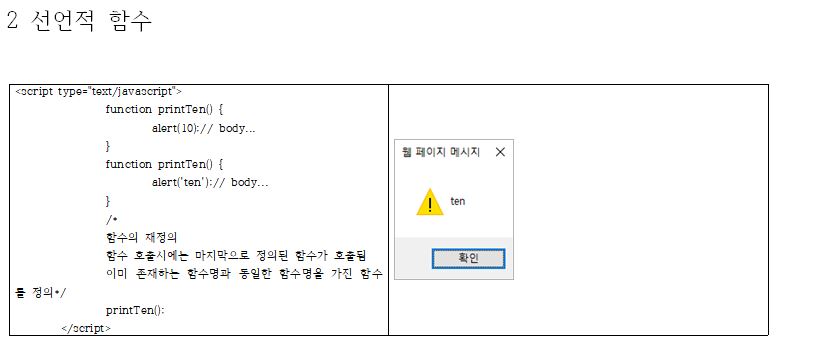 2 선언적 함수
<script type="text/javascript">
function printTen() {
alert(10);// body...
}
function printTen() {
alert('ten');// body...
}
/*
함수의 재정의
함수 호출시에는 마지막으로 정의된 함수가 호출됨
이미 존재하는 함수명과 동일한 함수명을 가진 함수
를 정의*/
printTen();
</script>
웹 페이지 메시지
ten
확인